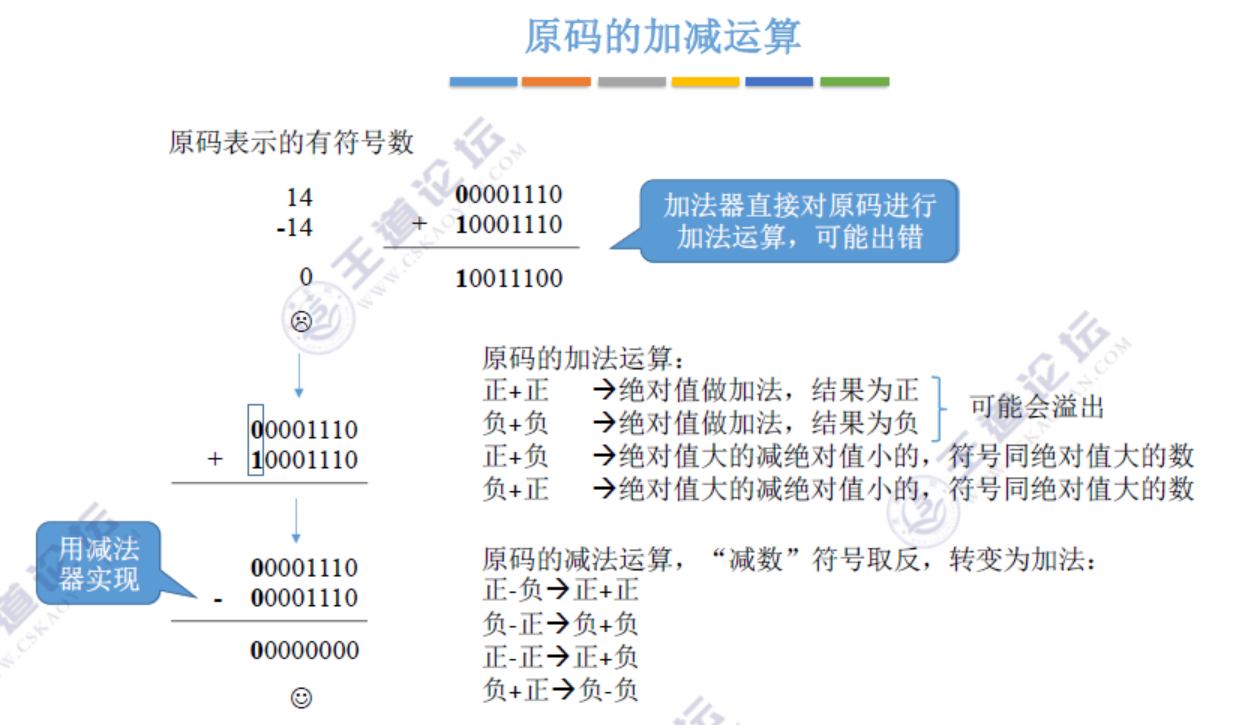 原码的加减运算
原码表示的有符号数
14
00001110
-14
+ 10001110
0
10011100
加法器直接对原码进行
加法运算，可能出错
00001110
+ 10001110
用减法
器实现
00001110
- 00001110
00000000
原码的加法运算：
正+正 →绝对值做加法，结果为正
负+负 →绝对值做加法，结果为负
可能会溢出
正+负 →绝对值大的减绝对值小的，符号同绝对值大的数
负+正 →绝对值大的减绝对值小的，符号同绝对值大的数
原码的减法运算，“减数”符号取反，转变为加法：
正-负→正+正
负-正→负+负
正-正→正+负
负+正→负-负
王道论坛
WWW.CSKAOYAN.COM